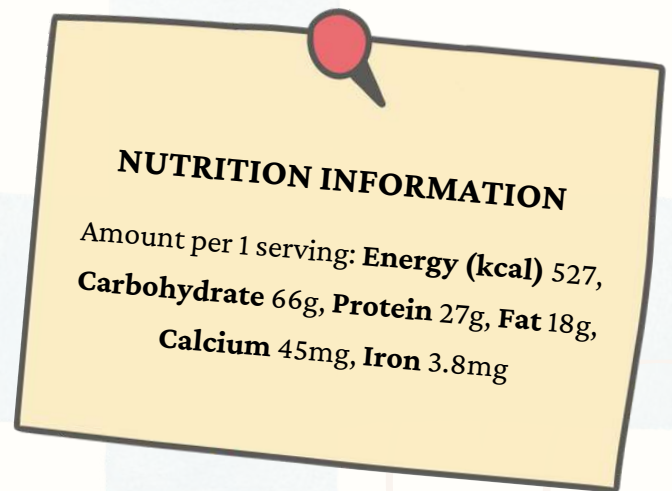 NUTRITION INFORMATION
Amount per 1 serving: Energy (kcal) 527,
Carbohydrate 66g, Protein 27g, Fat 18g,
Calcium 45mg, Iron 3.8mg